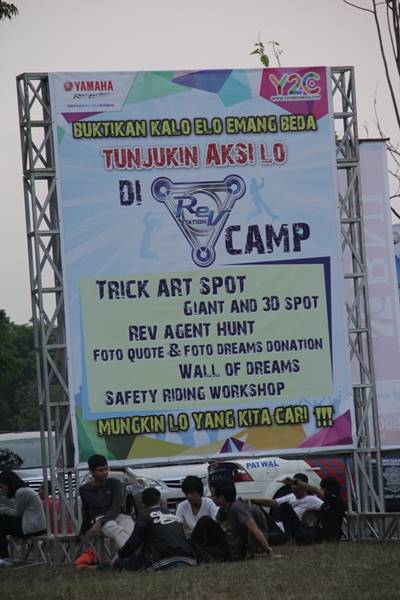 YAMAHA
Y2C
BUKTIKAN KALO ELO EMANG BEDA
TUNJUKIN AKSI LO
DI REV STATION CAMP
TRICK ART SPOT
GIANT AND 3D SPOT
REV AGENT HUNT
FOTO QUOTE & FOTO DREAMS DONATION
WALL OF DREAMS
SAFETY RIDING WORKSHOP
MUNGKIN LO YANG KITA CARI !!!
PATWAL